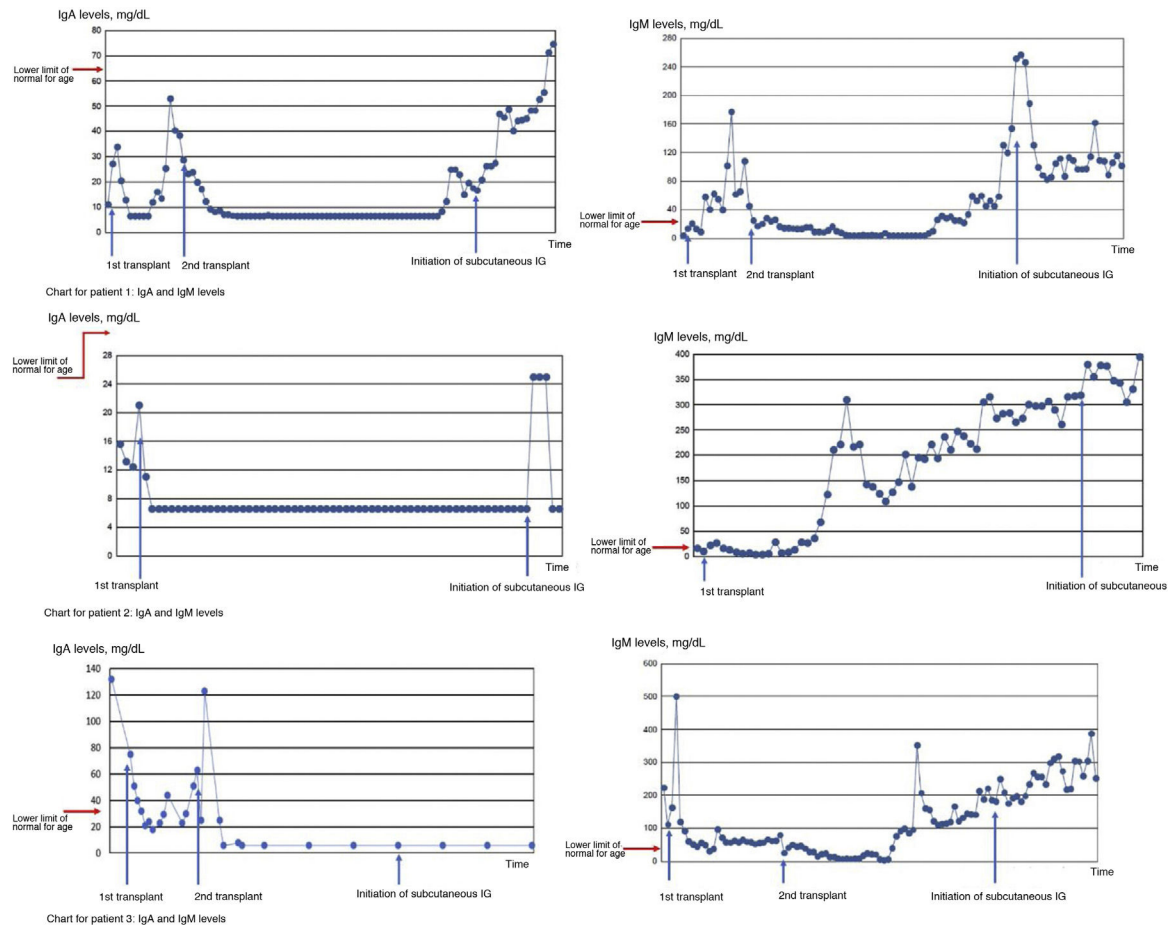 IgA levels, mg/dL
80
70
60
50
40
30
20
10
0
Lower limit of
normal for age
Time
1st transplant
2nd transplant
Initiation of subcutaneous IG
IgM levels, mg/dL
260
240
200
160
120
80
40
0
Lower limit of
normal for age
Time
1st transplant
2nd transplant
Initiation of subcutaneous IG
Chart for patient 1: IgA and IgM levels
IgA levels, mg/dL
Lower limit of
normal for age
28
24
20
16
12
8
4
0
Time
1st transplant
Initiation of subcutaneous IG
IgM levels, mg/dL
400
350
300
250
200
150
100
50
0
Lower limit of
normal for age
Time
1st transplant
Initiation of subcutaneous
Chart for patient 2: IgA and IgM levels
IgA levels, mg/dL
140
120
100
80
60
40
20
0
Lower limit of
normal for age
Time
1st transplant
2nd transplant
Initiation of subcutaneous IG
IgM levels, mg/dL
600
500
400
300
200
100
0
Lower limit of
normal for age
Time
1st transplant
2nd transplant
Initiation of subcutaneous IG
Chart for patient 3: IgA and IgM levels